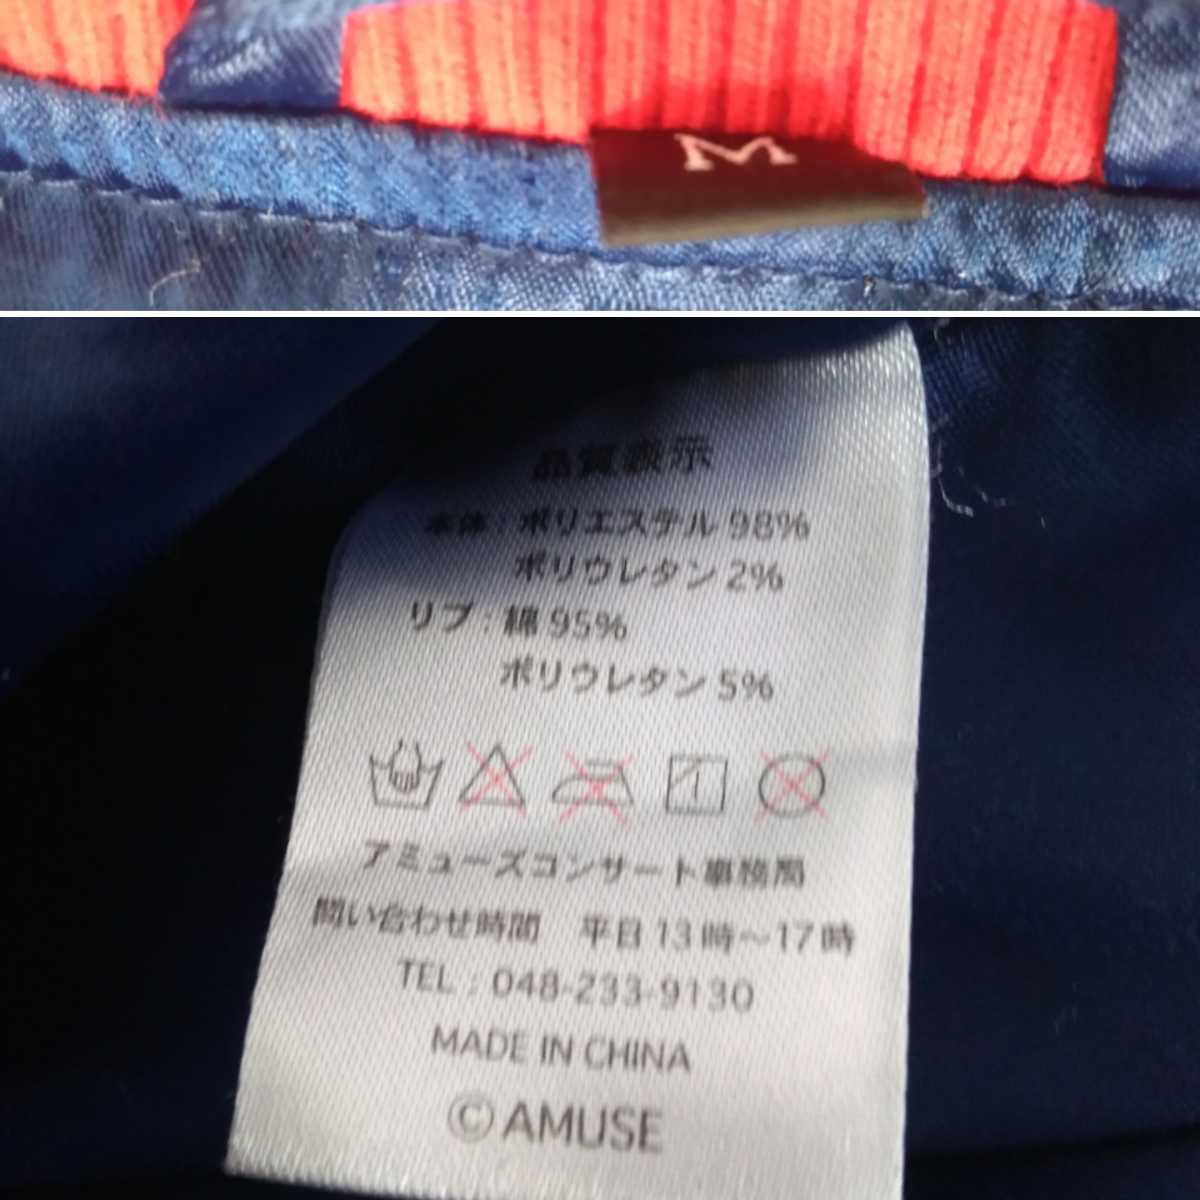 M
品質表示
本体：ポリエステル 98%
ポリウレタン 2%
リブ：綿 95%
ポリウレタン 5%
アミューズコンサート事務局
問い合わせ時間　平日 13時～17時
TEL：048-233-9130
MADE IN CHINA
©AMUSE